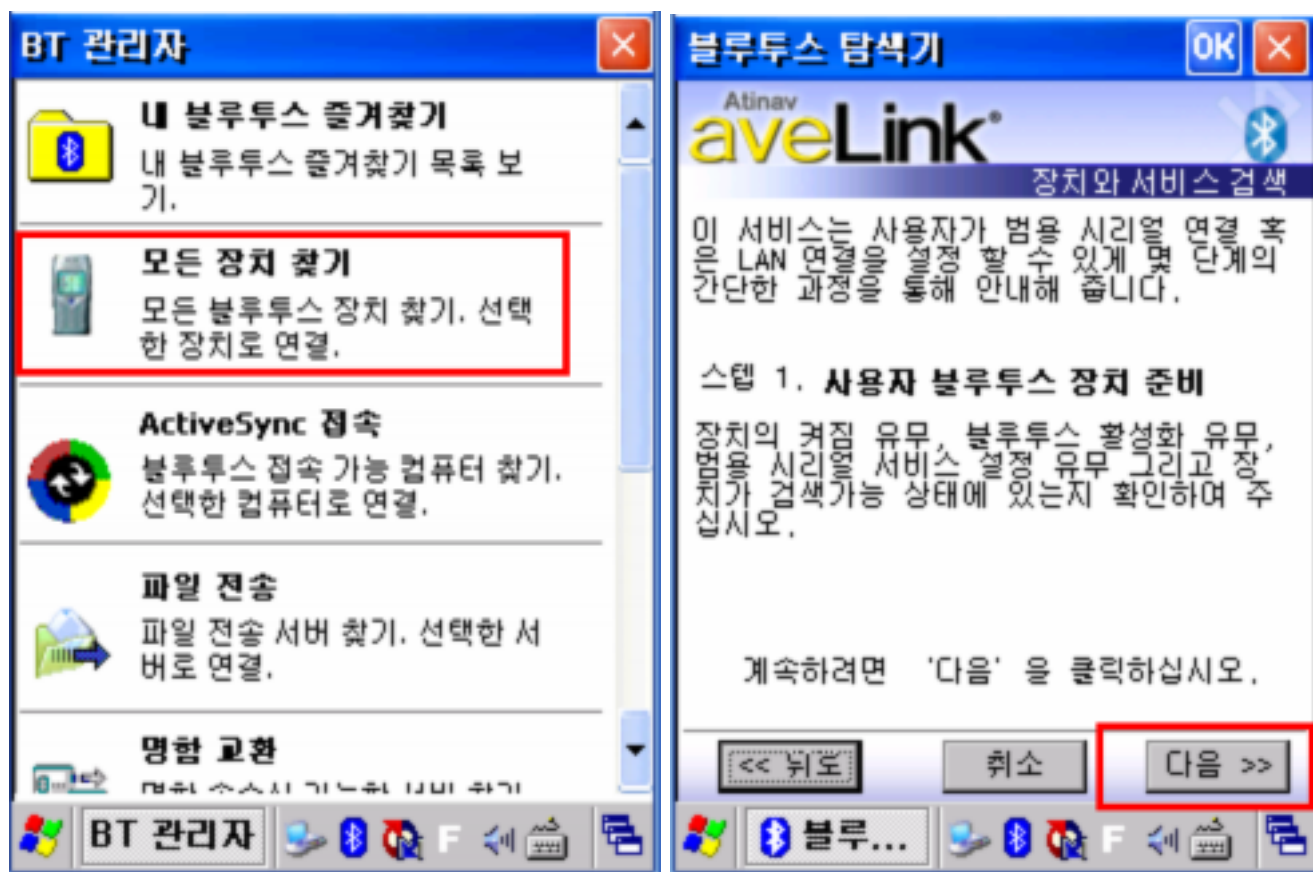 BT 관리자
내 블루투스 즐겨찾기
내 블루투스 즐겨찾기 목록 보
기.
모든 장치 찾기
모든 블루투스 장치 찾기. 선택
한 장치로 연결.
ActiveSync 접속
블루투스 접속 가능 컴퓨터 찾기.
선택한 컴퓨터로 연결.
파일 전송
파일 전송 서버 찾기. 선택한 서
버로 연결.
명함 교환
BT 관리자
F
블루투스 탐색기
OK
Atinav
aveLink®
장치와 서비스 검색
이 서비스는 사용자가 범용 시리얼 연결 혹
은 LAN 연결을 설정 할 수 있게 몇 단계의
간단한 과정을 통해 안내해 줍니다.
스텝 1. 사용자 블루투스 장치 준비
장치의 켜짐 유무, 블루투스 활성화 유무,
범용 시리얼 서비스 설정 유무 그리고 장
치가 검색가능 상태에 있는지 확인하여 주
십시오.
계속하려면 '다음' 을 클릭하십시오.
<< 뒤로
취소
다음 >>
블루...
F